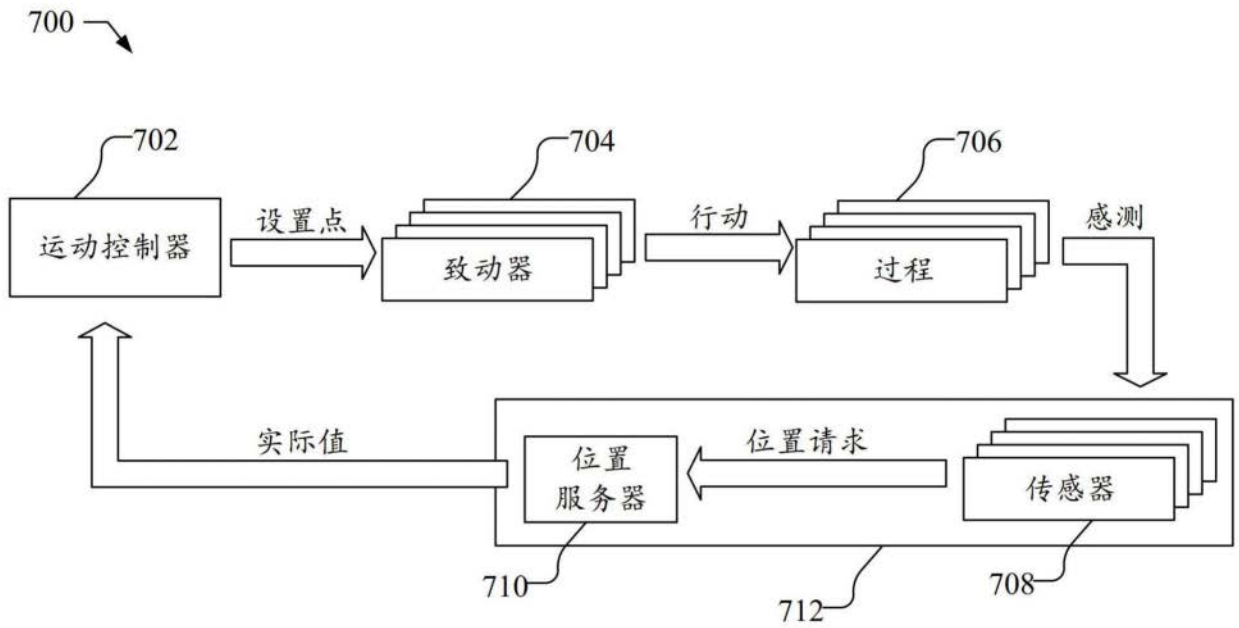 700
702
704
706
运动控制器
设置点
致动器
行动
过程
感测
实际值
位置
服务器
位置请求
传感器
710
712
708